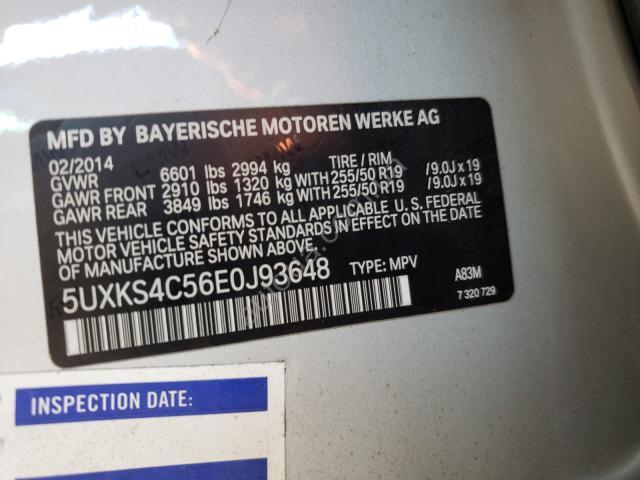 MFD BY BAYERISCHE MOTOREN WERKE AG
02/2014 TIRE / RIM
GVWR 6601 lbs 2994 kg
GAWR FRONT 2910 lbs 1320 kg WITH 255/50 R19 / 9.0J x 19
GAWR REAR 3849 lbs 1746 kg WITH 255/50 R19 / 9.0J x 19
THIS VEHICLE CONFORMS TO ALL APPLICABLE U. S. FEDERAL
MOTOR VEHICLE SAFETY STANDARDS IN EFFECT ON THE DATE
OF MANUFACTURE SHOWN ABOVE.
5UXKS4C56E0J93648 TYPE: MPV A83M
7 320 729
INSPECTION DATE: